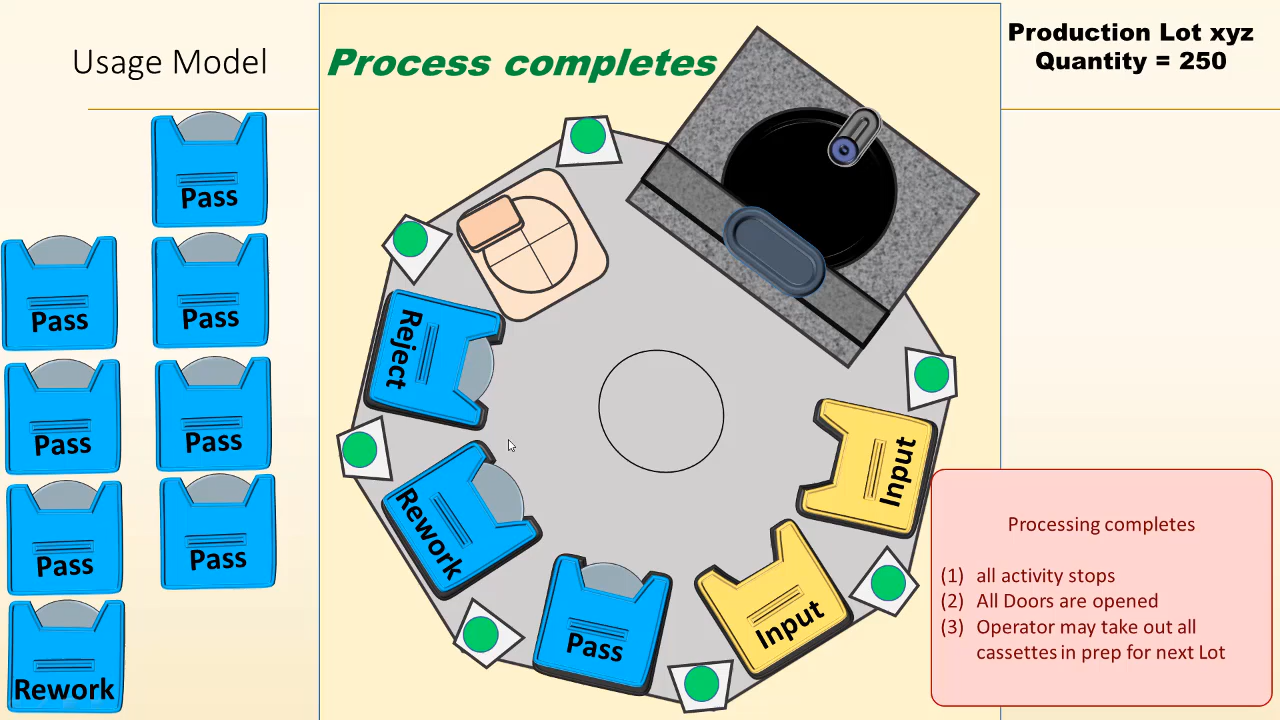 Usage Model
Process completes
Production Lot xyz
Quantity = 250
Pass
Pass
Pass
Pass
Pass
Pass
Pass
Rework
Reject
Rework
Pass
Input
Input
Processing completes
(1) all activity stops
(2) All Doors are opened
(3) Operator may take out all
cassettes in prep for next Lot